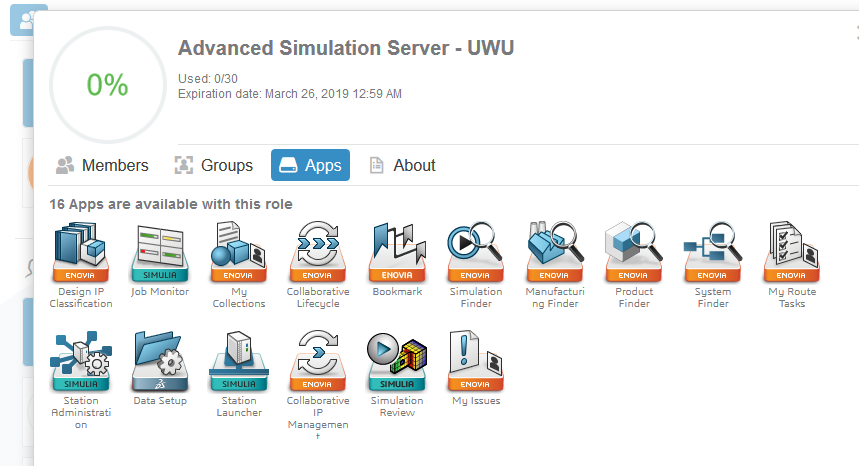 0%
Advanced Simulation Server - UWU
Used: 0/30
Expiration date: March 26, 2019 12:59 AM
Members
Groups
Apps
About
16 Apps are available with this role
ENOVIA
SIMULIA
ENOVIA
ENOVIA
ENOVIA
ENOVIA
ENOVIA
ENOVIA
ENOVIA
ENOVIA
Design IP
Classification
Job Monitor
My
Collections
Collaborative
Lifecycle
Bookmark
Simulation
Finder
Manufacturi
ng Finder
Product
Finder
System
Finder
My Route
Tasks
SIMULIA
SIMULIA
ENOVIA
SIMULIA
ENOVIA
Station
Administrati
on
Data Setup
Station
Launcher
Collaborative
IP
Managemen
t
Simulation
Review
My Issues